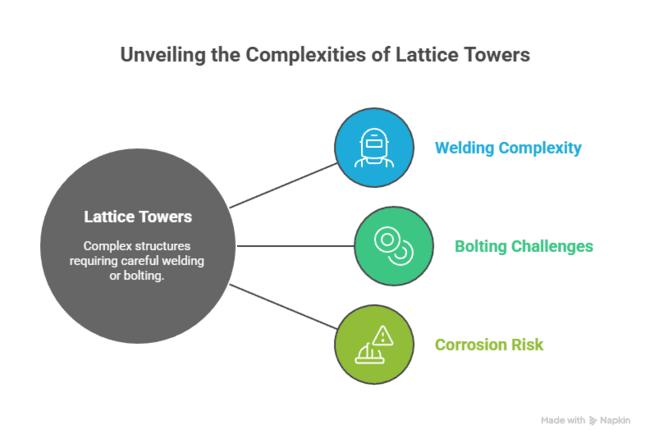 Unveiling the Complexities of Lattice Towers
Welding Complexity
Lattice Towers
Complex structures
requiring careful welding
or bolting.
Bolting Challenges
Corrosion Risk
Made with Napkin